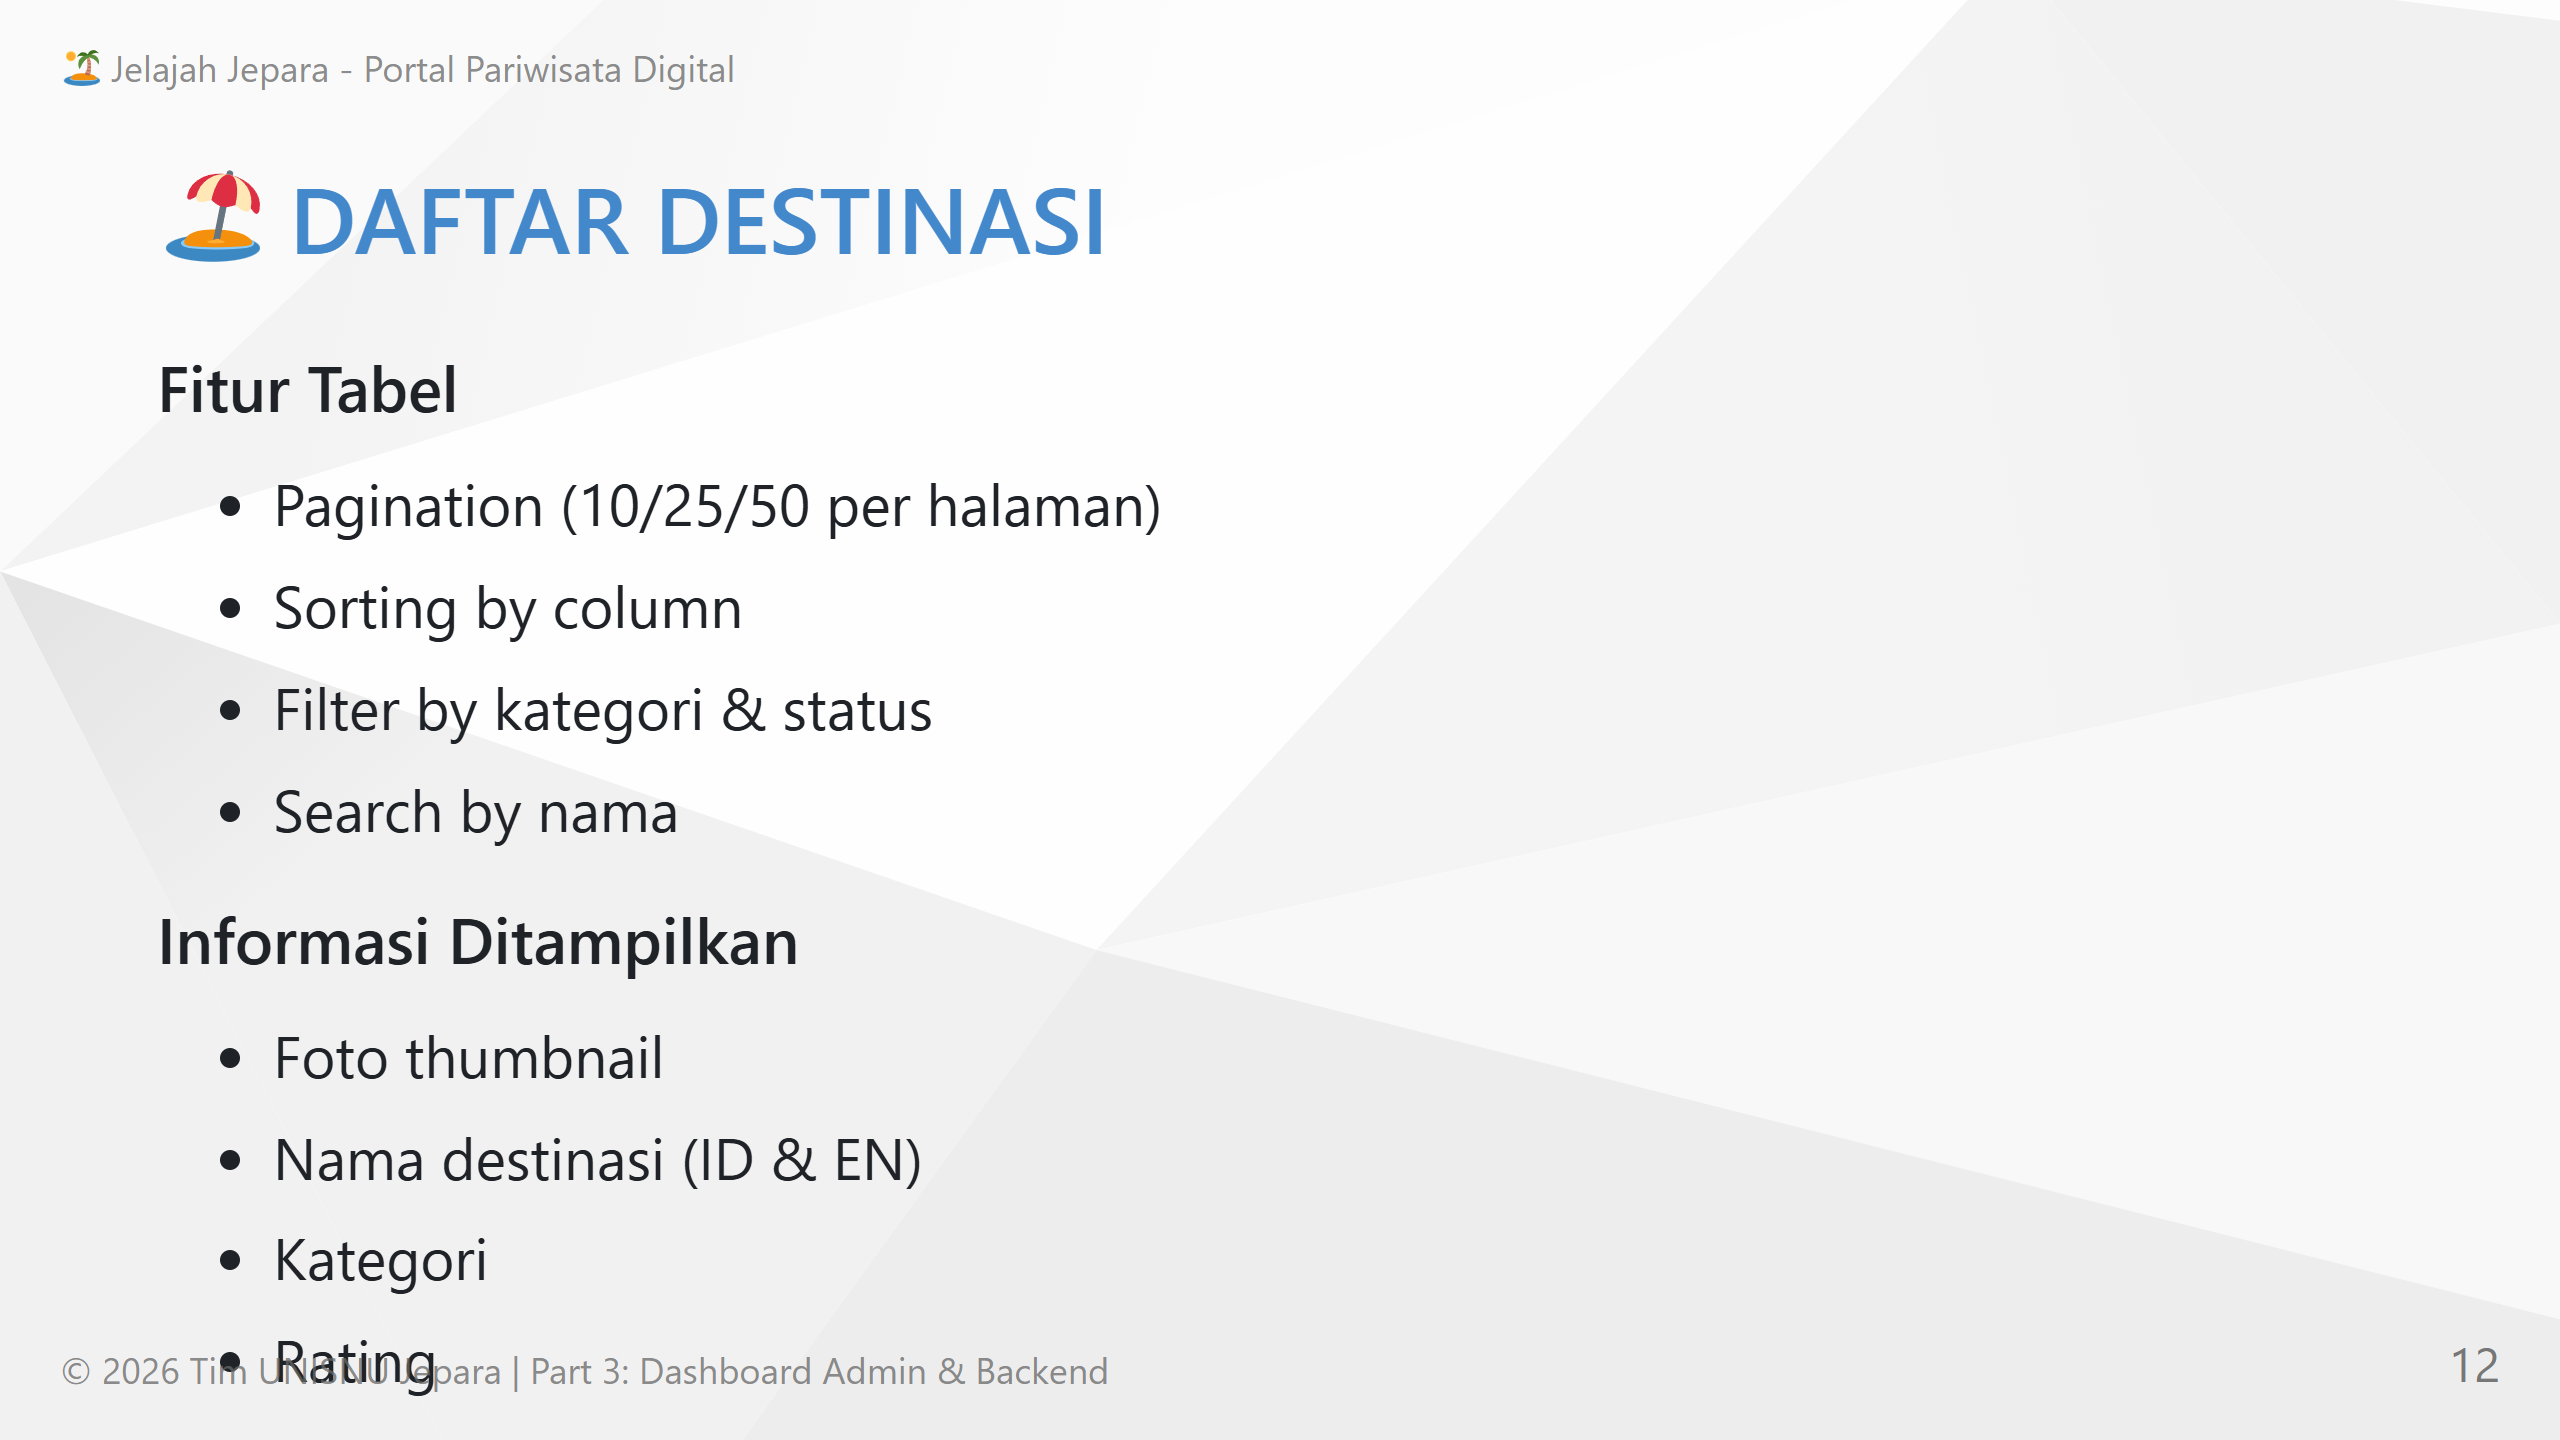 Jelajah Jepara - Portal Pariwisata Digital
DAFTAR DESTINASI
Fitur Tabel
• Pagination (10/25/50 per halaman)
• Sorting by column
• Filter by kategori & status
• Search by nama
Informasi Ditampilkan
• Foto thumbnail
• Nama destinasi (ID & EN)
• Kategori
• Rating
© 2026 Tim UNISNU Jepara | Part 3: Dashboard Admin & Backend
12